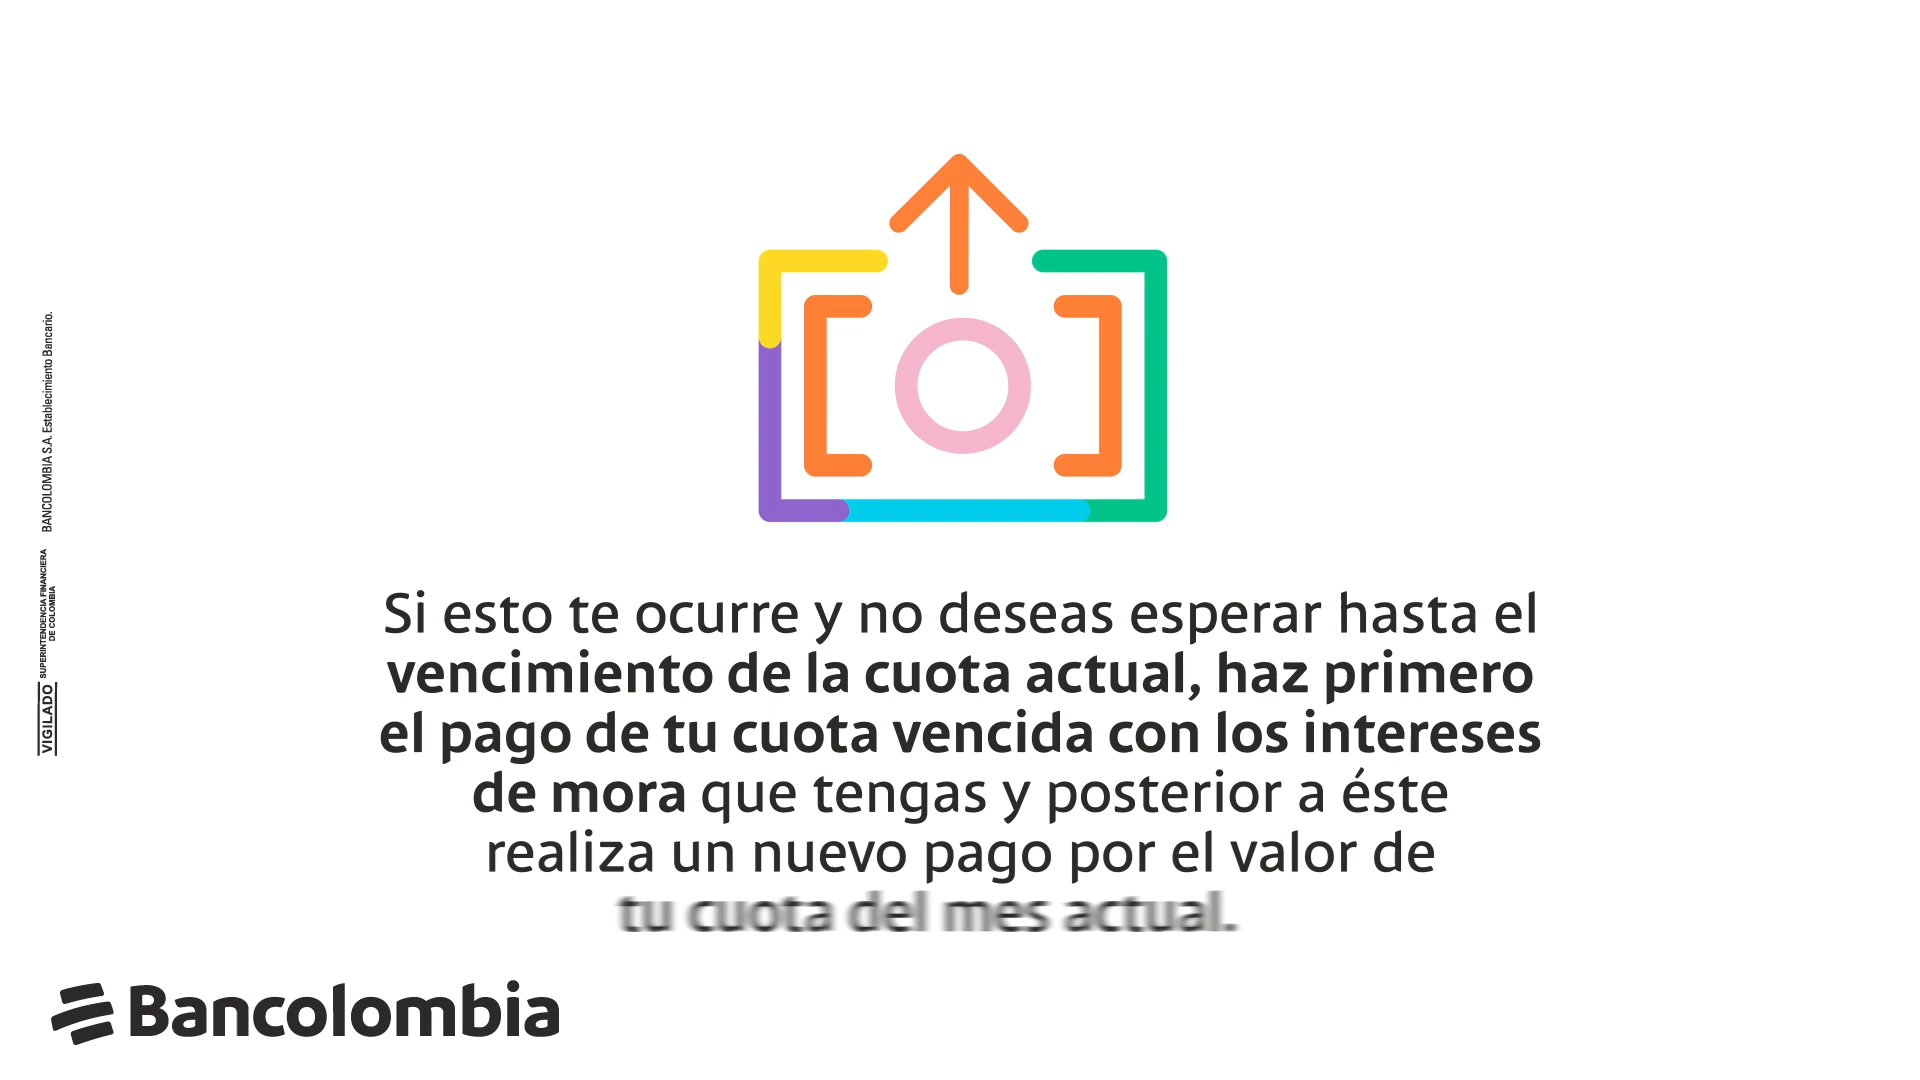 Si esto te ocurre y no deseas esperar hasta el
vencimiento de la cuota actual, haz primero
el pago de tu cuota vencida con los intereses
de mora que tengas y posterior a éste
realiza un nuevo pago por el valor de
tu cuota del mes actual.
Bancolombia
VIGILADO SUPERINTENDENCIA FINANCIERA
DE COLOMBIA
BANCOLOMBIA S.A. Establecimiento Bancario.